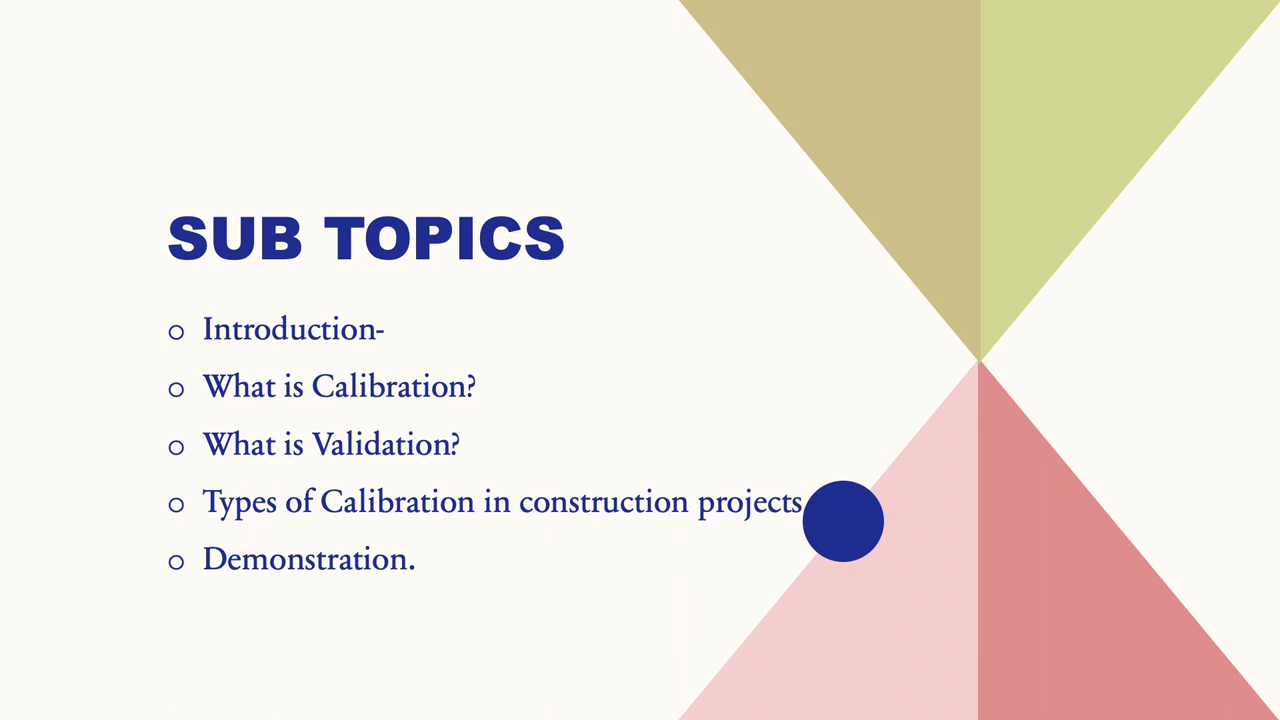 SUB TOPICS
Introduction-
What is Calibration?
What is Validation?
Types of Calibration in construction projects
Demonstration.